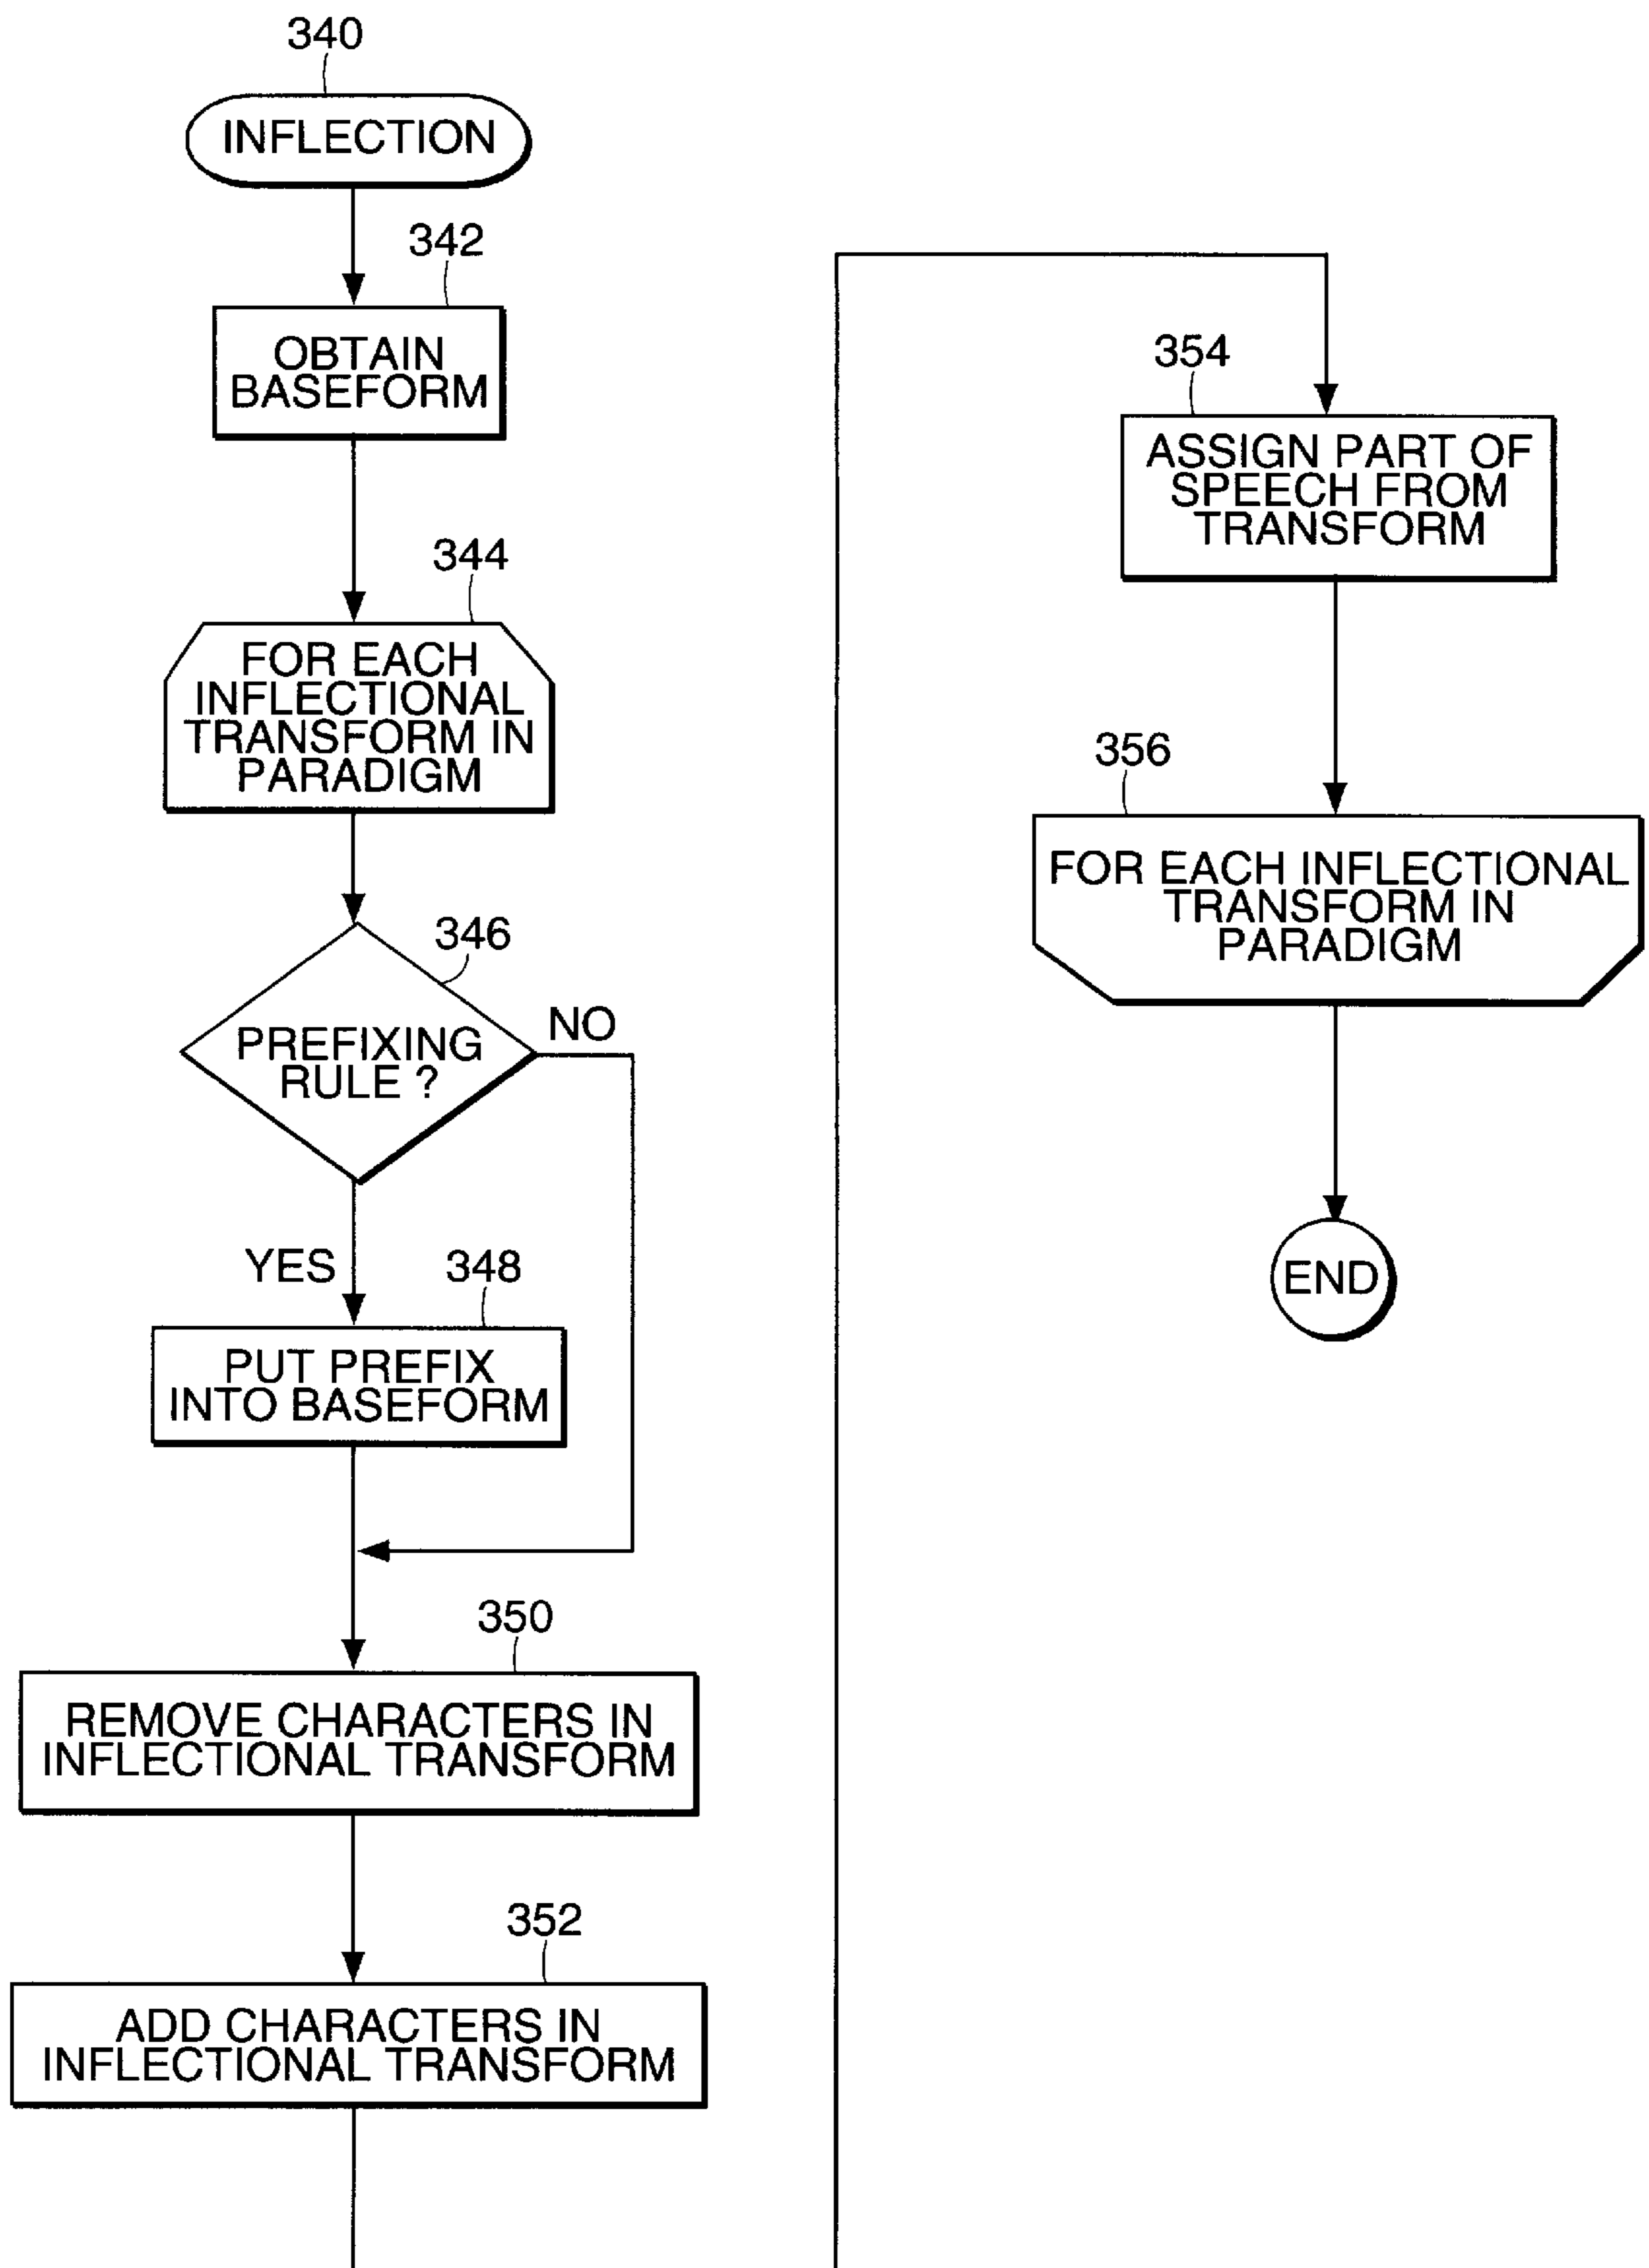 340
INFLECTION
342
OBTAIN
BASEFORM
344
FOR EACH
INFLECTIONAL
TRANSFORM IN
PARADIGM
346
PREFIXING
RULE ?
NO
YES
348
PUT PREFIX
INTO BASEFORM
350
REMOVE CHARACTERS IN
INFLECTIONAL TRANSFORM
352
ADD CHARACTERS IN
INFLECTIONAL TRANSFORM
354
ASSIGN PART OF
SPEECH FROM
TRANSFORM
356
FOR EACH INFLECTIONAL
TRANSFORM IN
PARADIGM
END